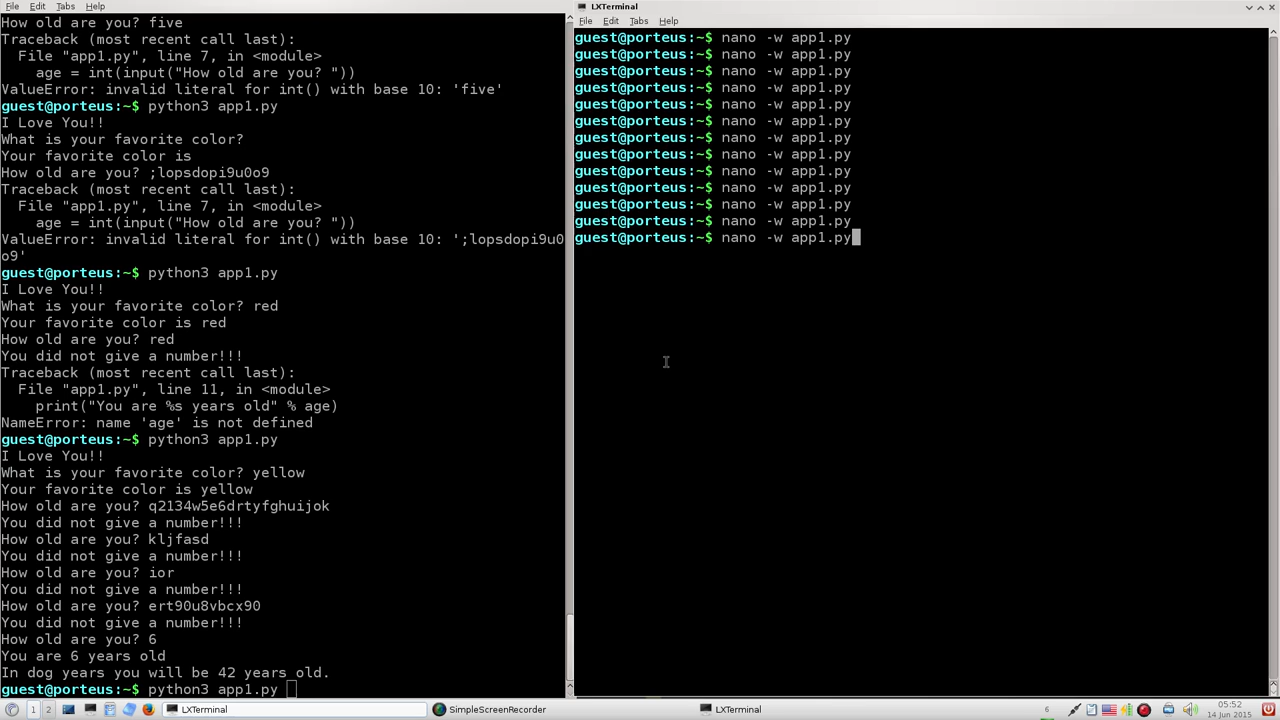 File Edit Tabs Help
How old are you? five
Traceback (most recent call last):
  File "app1.py", line 7, in <module>
    age = int(input("How old are you? "))
ValueError: invalid literal for int() with base 10: 'five'
guest@porteus:~$ python3 app1.py
I Love You!!
What is your favorite color?
Your favorite color is
How old are you? ;lopsdopi9u0o9
Traceback (most recent call last):
  File "app1.py", line 7, in <module>
    age = int(input("How old are you? "))
ValueError: invalid literal for int() with base 10: ';lopsdopi9u0
o9'
guest@porteus:~$ python3 app1.py
I Love You!!
What is your favorite color? red
Your favorite color is red
How old are you? red
You did not give a number!!!
Traceback (most recent call last):
  File "app1.py", line 11, in <module>
    print("You are %s years old" % age)
NameError: name 'age' is not defined
guest@porteus:~$ python3 app1.py
I Love You!!
What is your favorite color? yellow
Your favorite color is yellow
How old are you? q2134w5e6drtyfghuijok
You did not give a number!!!
How old are you? kljfasd
You did not give a number!!!
How old are you? ior
You did not give a number!!!
How old are you? ert90u8vbcx90
You did not give a number!!!
How old are you? 6
You are 6 years old
In dog years you will be 42 years old.
guest@porteus:~$ python3 app1.py
LXTerminal
File Edit Tabs Help
guest@porteus:~$ nano -w app1.py
guest@porteus:~$ nano -w app1.py
guest@porteus:~$ nano -w app1.py
guest@porteus:~$ nano -w app1.py
guest@porteus:~$ nano -w app1.py
guest@porteus:~$ nano -w app1.py
guest@porteus:~$ nano -w app1.py
guest@porteus:~$ nano -w app1.py
guest@porteus:~$ nano -w app1.py
guest@porteus:~$ nano -w app1.py
guest@porteus:~$ nano -w app1.py
guest@porteus:~$ nano -w app1.py
guest@porteus:~$ nano -w app1.py
1 2 LXTerminal SimpleScreenRecorder LXTerminal 6 05:52
14 Jun 2015